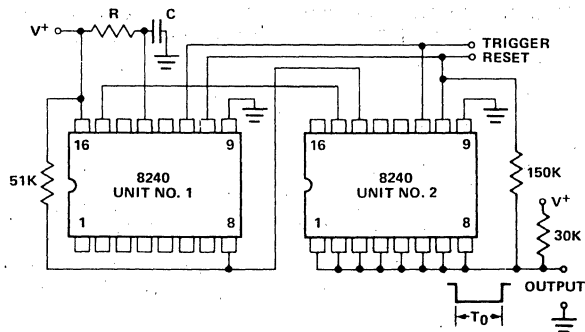 R
C
V+
TRIGGER
RESET
16
9
8240
UNIT NO. 1
1
8
51K
16
9
8240
UNIT NO. 2
1
8
150K
V+
30K
OUTPUT
T0